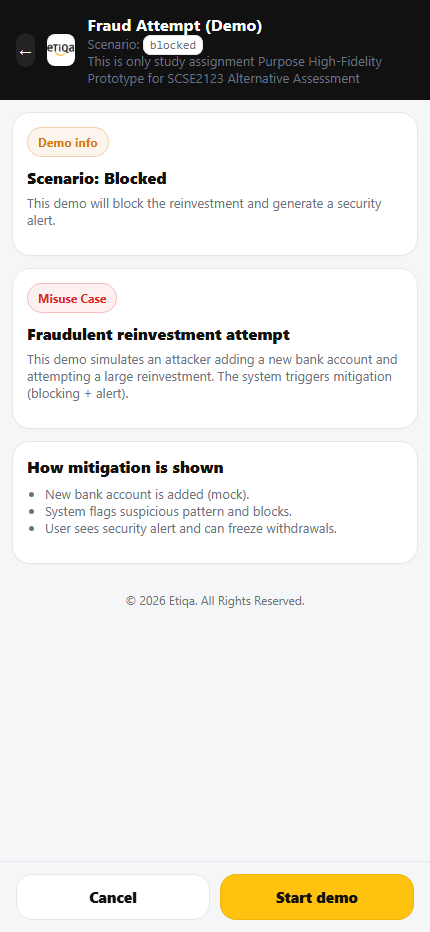 Fraud Attempt (Demo)
←
etiqa
Scenario: blocked
This is only study assignment Purpose High-Fidelity
Prototype for SCSE2123 Alternative Assessment
Demo info
Scenario: Blocked
This demo will block the reinvestment and generate a security
alert.
Misuse Case
Fraudulent reinvestment attempt
This demo simulates an attacker adding a new bank account and
attempting a large reinvestment. The system triggers mitigation
(blocking + alert).
How mitigation is shown
• New bank account is added (mock).
• System flags suspicious pattern and blocks.
• User sees security alert and can freeze withdrawals.
© 2026 Etiqa. All Rights Reserved.
Cancel
Start demo